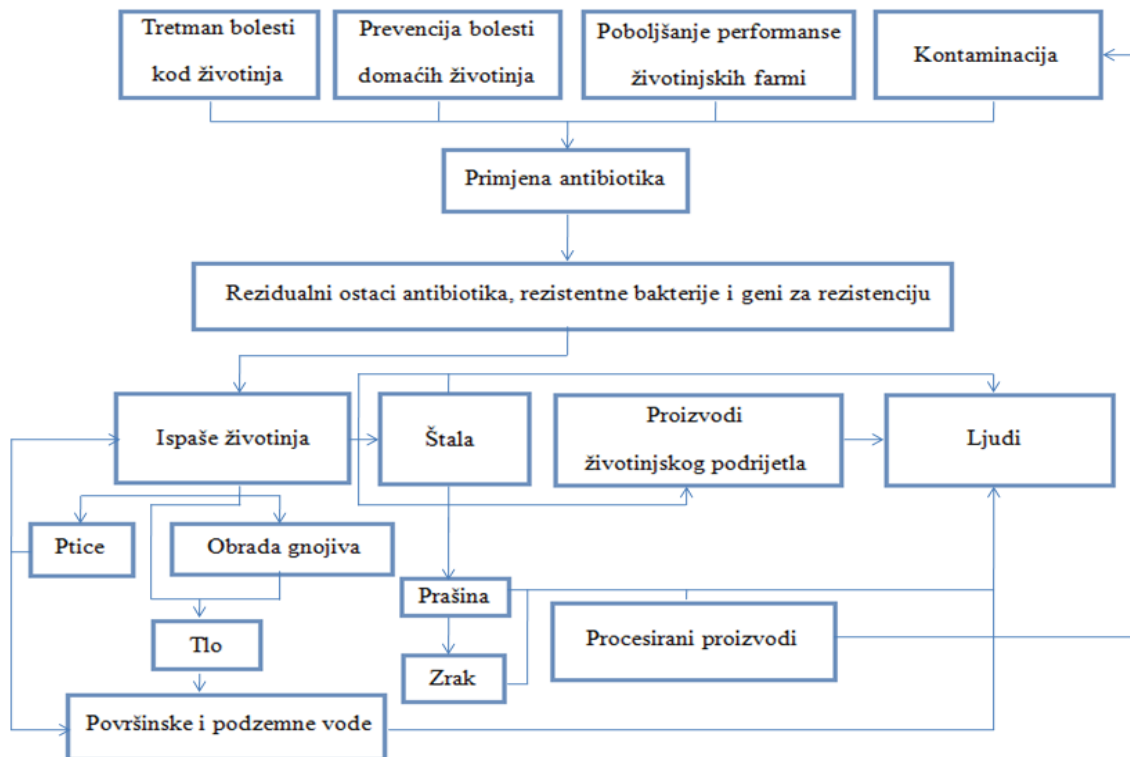 Tretman bolesti
kod životinja
Prevencija bolesti
domaćih životinja
Poboljšanje performanse
životinjskih farmi
Kontaminacija
Primjena antibiotika
Rezidualni ostaci antibiotika, rezistentne bakterije i geni za rezistenciju
Ispaše životinja
Štala
Proizvodi
životinjskog podrijetla
Ljudi
Ptice
Obrada gnojiva
Prašina
Procesirani proizvodi
Tlo
Zrak
Površinske i podzemne vode